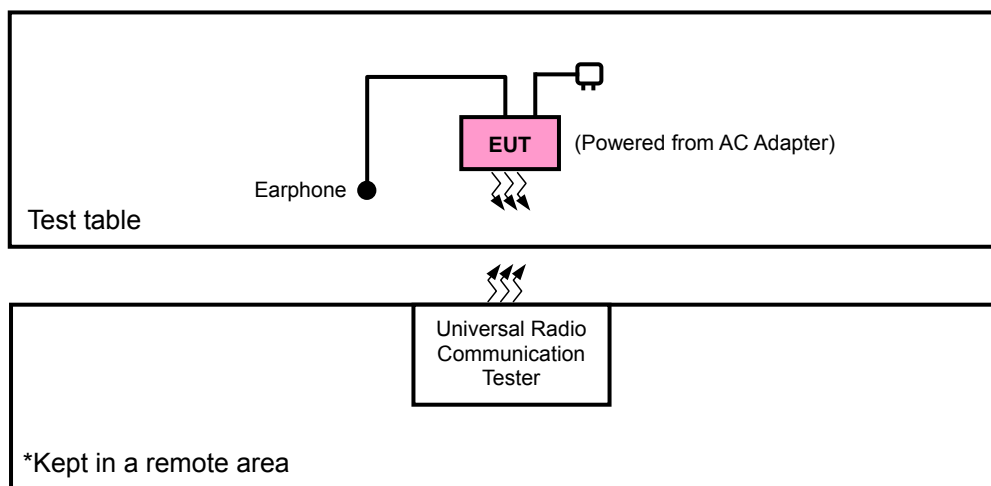 EUT
(Powered from AC Adapter)
Earphone
Test table
Universal Radio
Communication
Tester
*Kept in a remote area